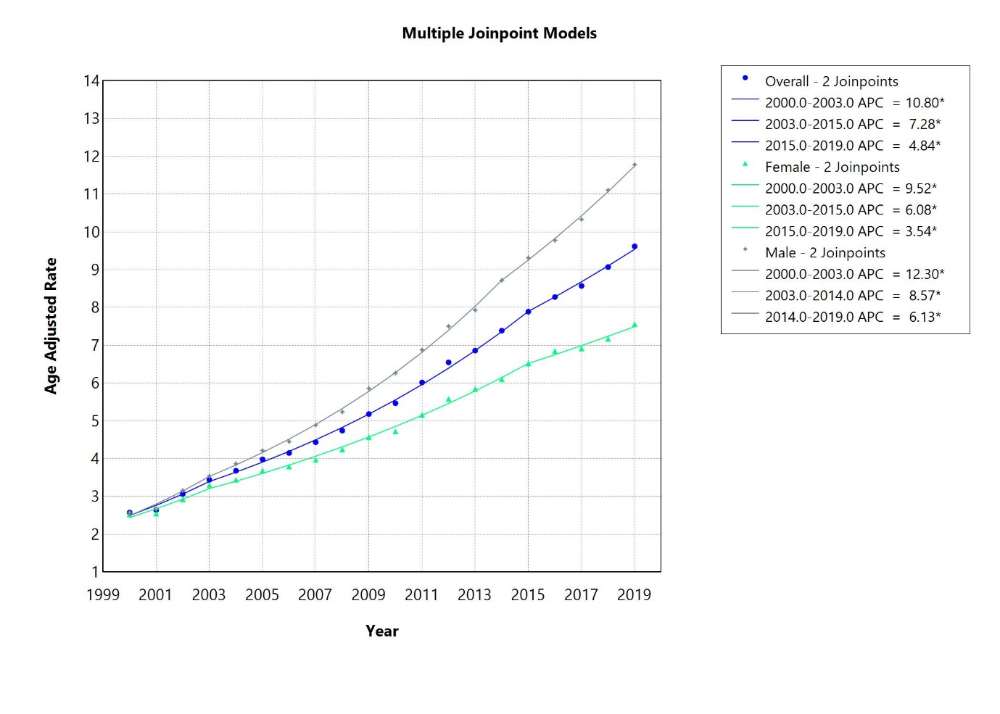 Multiple Joinpoint Models
Overall - 2 Joinpoints
2000.0-2003.0 APC = 10.80*
2003.0-2015.0 APC = 7.28*
2015.0-2019.0 APC = 4.84*
Female - 2 Joinpoints
2000.0-2003.0 APC = 9.52*
2003.0-2015.0 APC = 6.08*
2015.0-2019.0 APC = 3.54*
Male - 2 Joinpoints
2000.0-2003.0 APC = 12.30*
2003.0-2014.0 APC = 8.57*
2014.0-2019.0 APC = 6.13*
Age Adjusted Rate
14
13
12
11
10
9
8
7
6
5
4
3
2
1
1999 2001 2003 2005 2007 2009 2011 2013 2015 2017 2019
Year